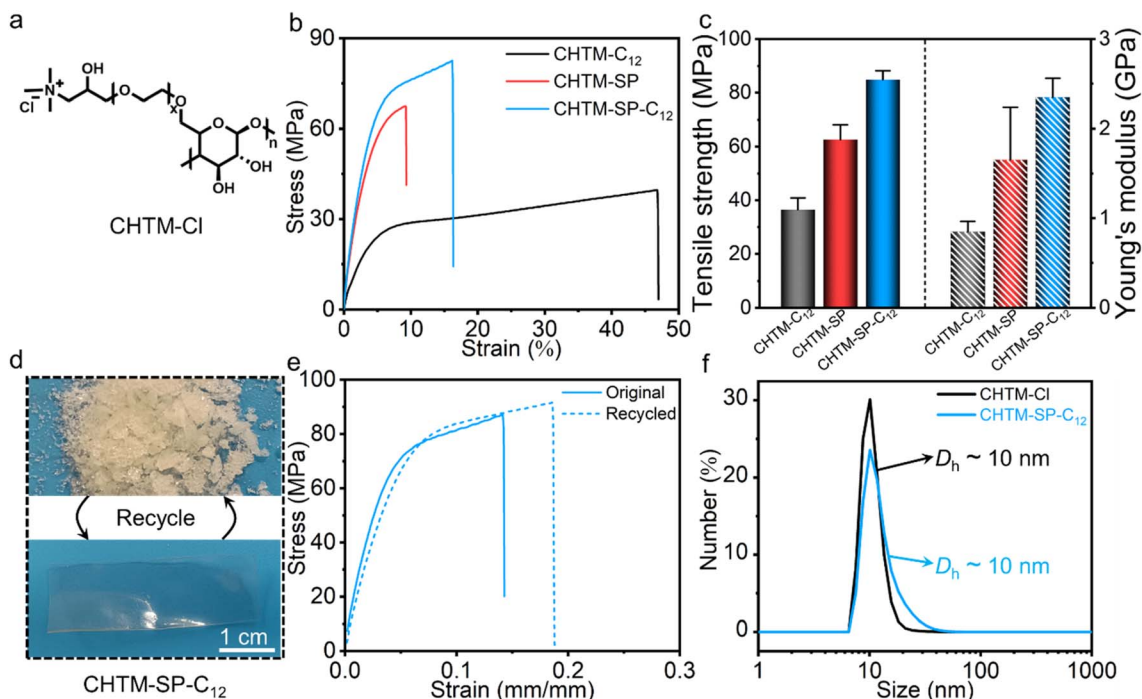 a
OH
N+
Cl−
O
O
x
O
O
O
n
OH
OH
CHTM-Cl
b
90
60
30
0
Stress (MPa)
0 10 20 30 40 50
Strain (%)
CHTM-C12
CHTM-SP
CHTM-SP-C12
c
100
80
60
40
20
0
Tensile strength (MPa)
3
2
1
0
Young's modulus (GPa)
CHTM-C12
CHTM-SP
CHTM-SP-C12
CHTM-C12
CHTM-SP
CHTM-SP-C12
d
Recycle
1 cm
CHTM-SP-C12
e
100
80
60
40
20
0
Stress (MPa)
0.0 0.1 0.2 0.3
Strain (mm/mm)
Original
Recycled
f
30
20
10
0
Number (%)
1 10 100 1000
Size (nm)
CHTM-Cl
CHTM-SP-C12
Dh ~ 10 nm
Dh ~ 10 nm